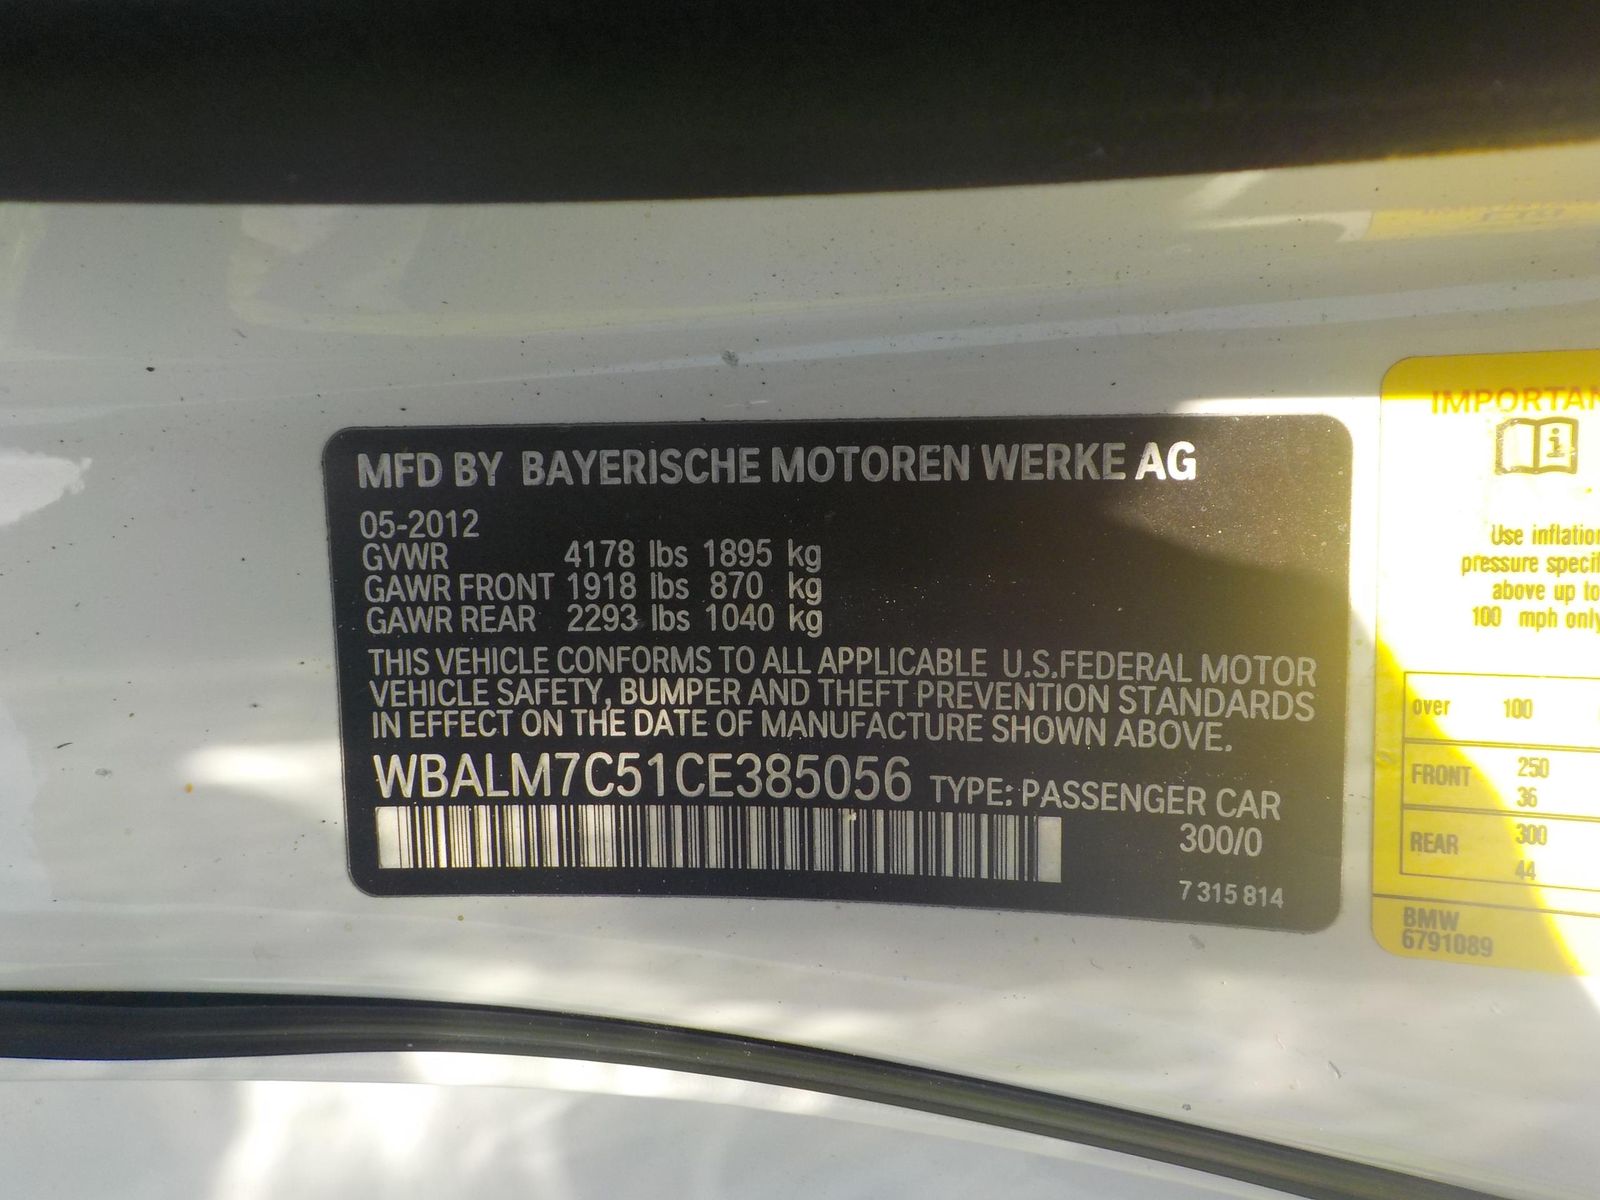 MFD BY BAYERISCHE MOTOREN WERKE AG
05-2012
GVWR 4178 lbs 1895 kg
GAWR FRONT 1918 lbs 870 kg
GAWR REAR 2293 lbs 1040 kg
THIS VEHICLE CONFORMS TO ALL APPLICABLE U.S.FEDERAL MOTOR
VEHICLE SAFETY, BUMPER AND THEFT PREVENTION STANDARDS
IN EFFECT ON THE DATE OF MANUFACTURE SHOWN ABOVE.
WBALM7C51CE385056 TYPE: PASSENGER CAR
300/0
7 315 814
IMPORTAN
i
Use inflation
pressure specif
above up to
100 mph only
over 100
FRONT 250
36
REAR 300
44
BMW
6791089